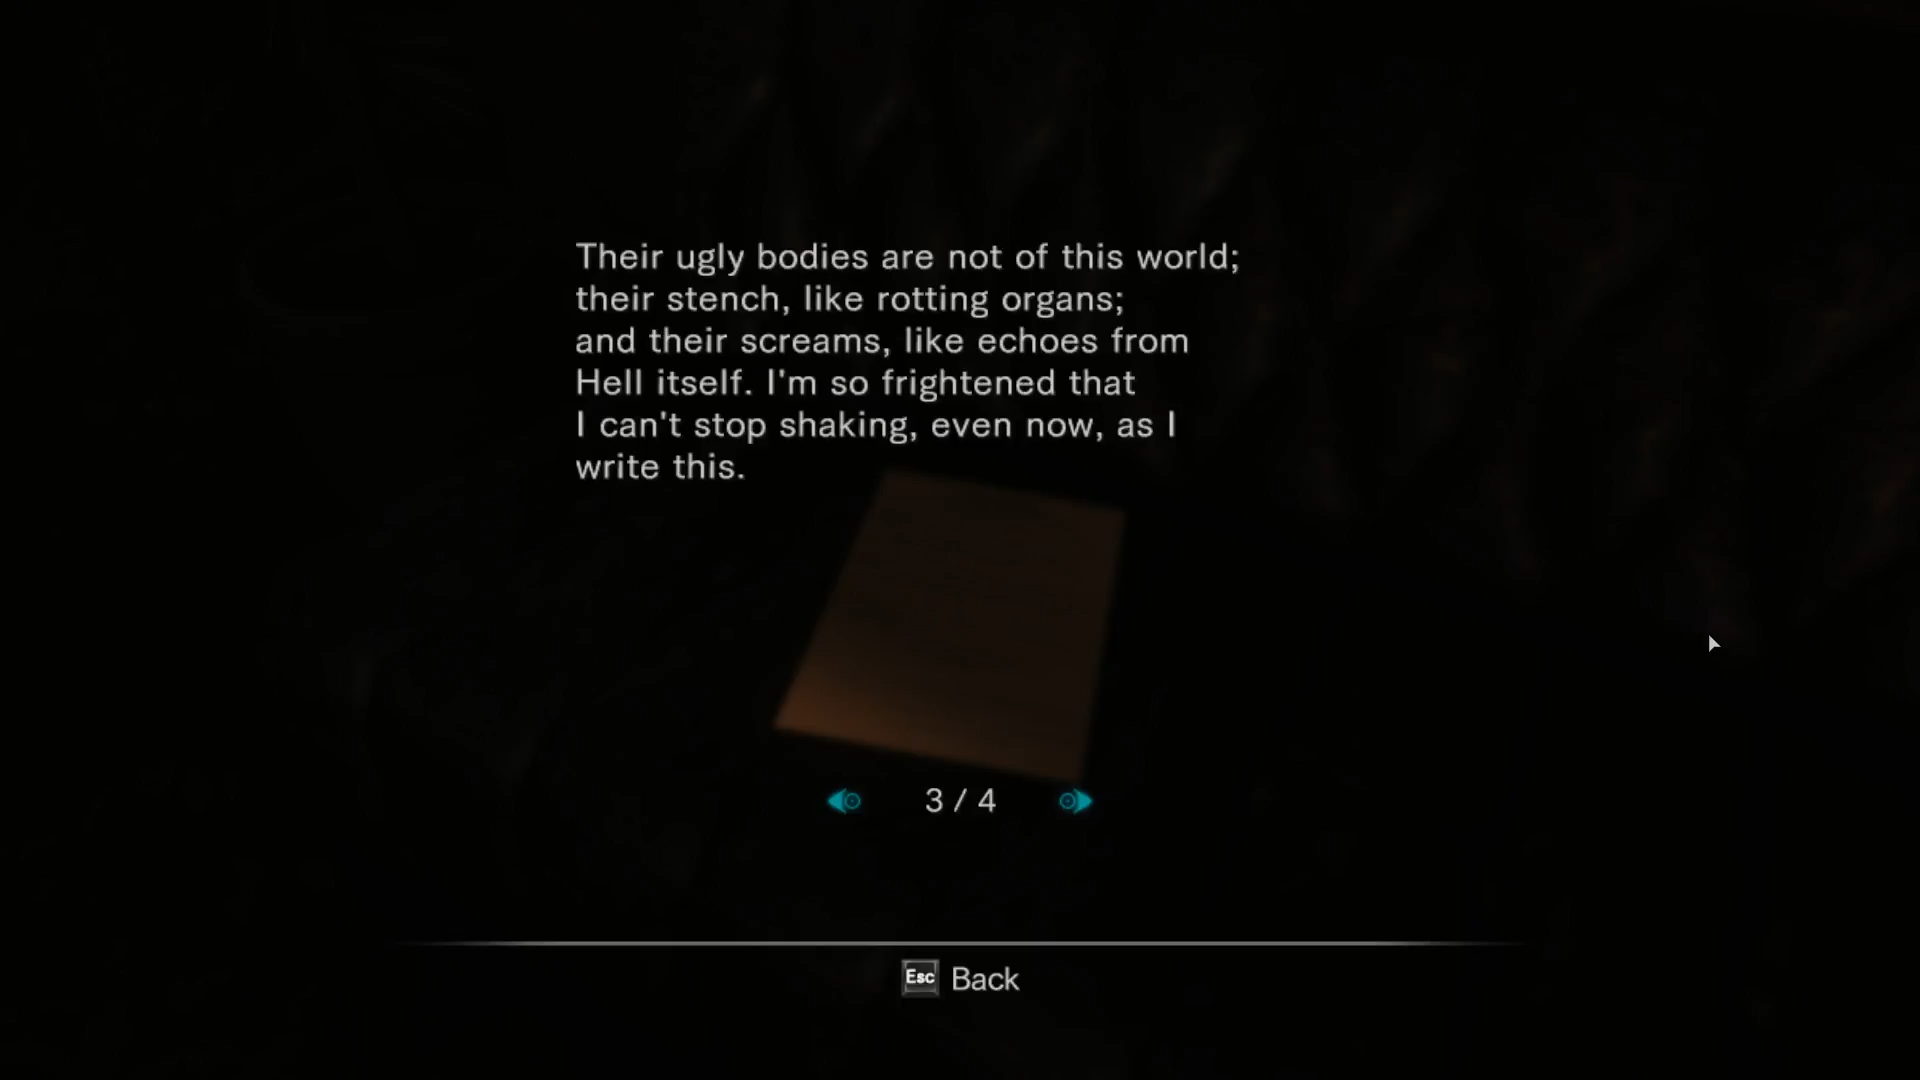 Their ugly bodies are not of this world;
their stench, like rotting organs;
and their screams, like echoes from
Hell itself. I'm so frightened that
I can't stop shaking, even now, as I
write this.
3 / 4
Esc Back